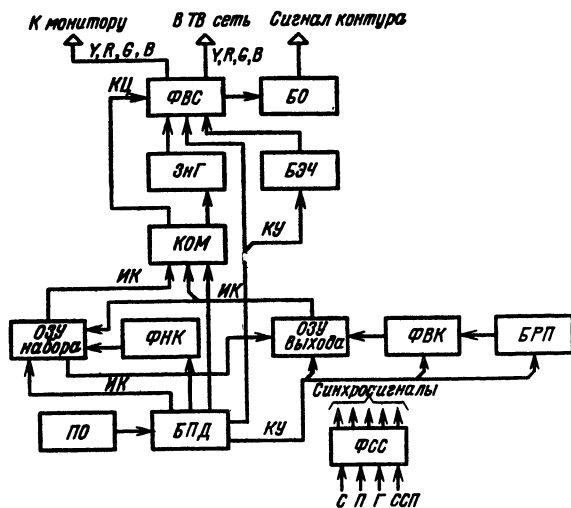 К монитору
В ТВ сеть
Сигнал контура
Y, R, G, B
Y, R, G, B
КЦ
ФВС
БО
ЗнГ
БЭЧ
КОМ
КУ
ИК
ИК
ОЗУ
набора
ФНК
ОЗУ
выхода
ФВК
БРП
ИК
Синхросигналы
ПО
БПД
КУ
ФСС
С П Г ССП